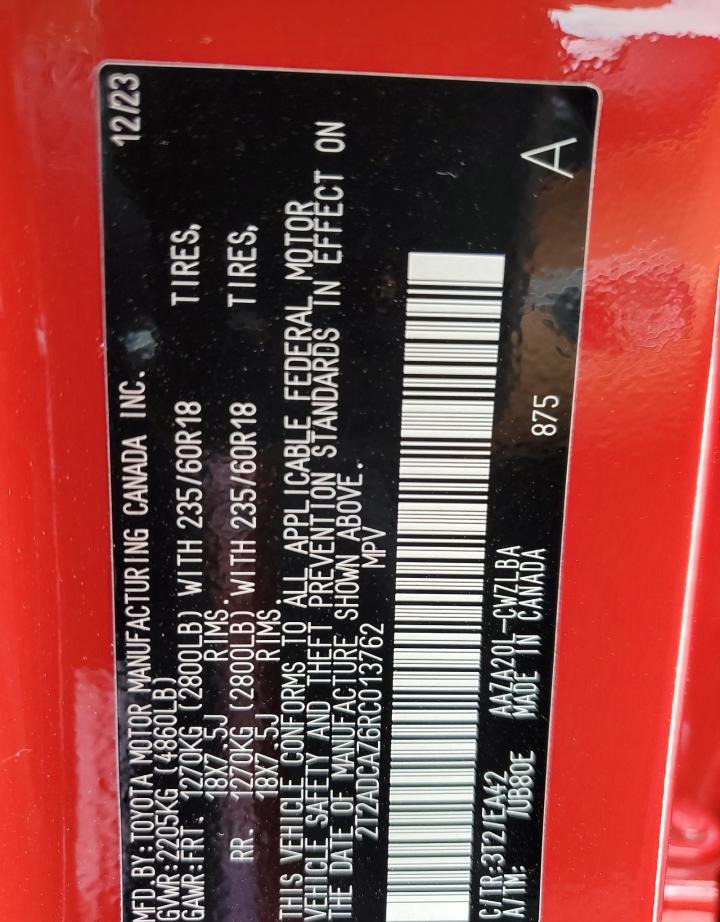 MFD. BY: TOYOTA MOTOR MANUFACTURING CANADA INC. 12/23
GVWR: 2205KG (4860LB)
GAWR: FRT. 1270KG (2800LB) WITH 235/60R18 TIRES,
18X7.5J RIMS.
RR. 1270KG (2800LB) WITH 235/60R18 TIRES,
18X7.5J RIMS.
THIS VEHICLE CONFORMS TO ALL APPLICABLE FEDERAL MOTOR
VEHICLE SAFETY AND THEFT PREVENTION STANDARDS IN EFFECT ON
THE DATE OF MANUFACTURE SHOWN ABOVE.
2T2ADCAZ6RC013762 MPV
C/TR: 3T2/EA42 AAZA20L-CWZLBA 875 A
A/TM: /UB80E MADE IN CANADA